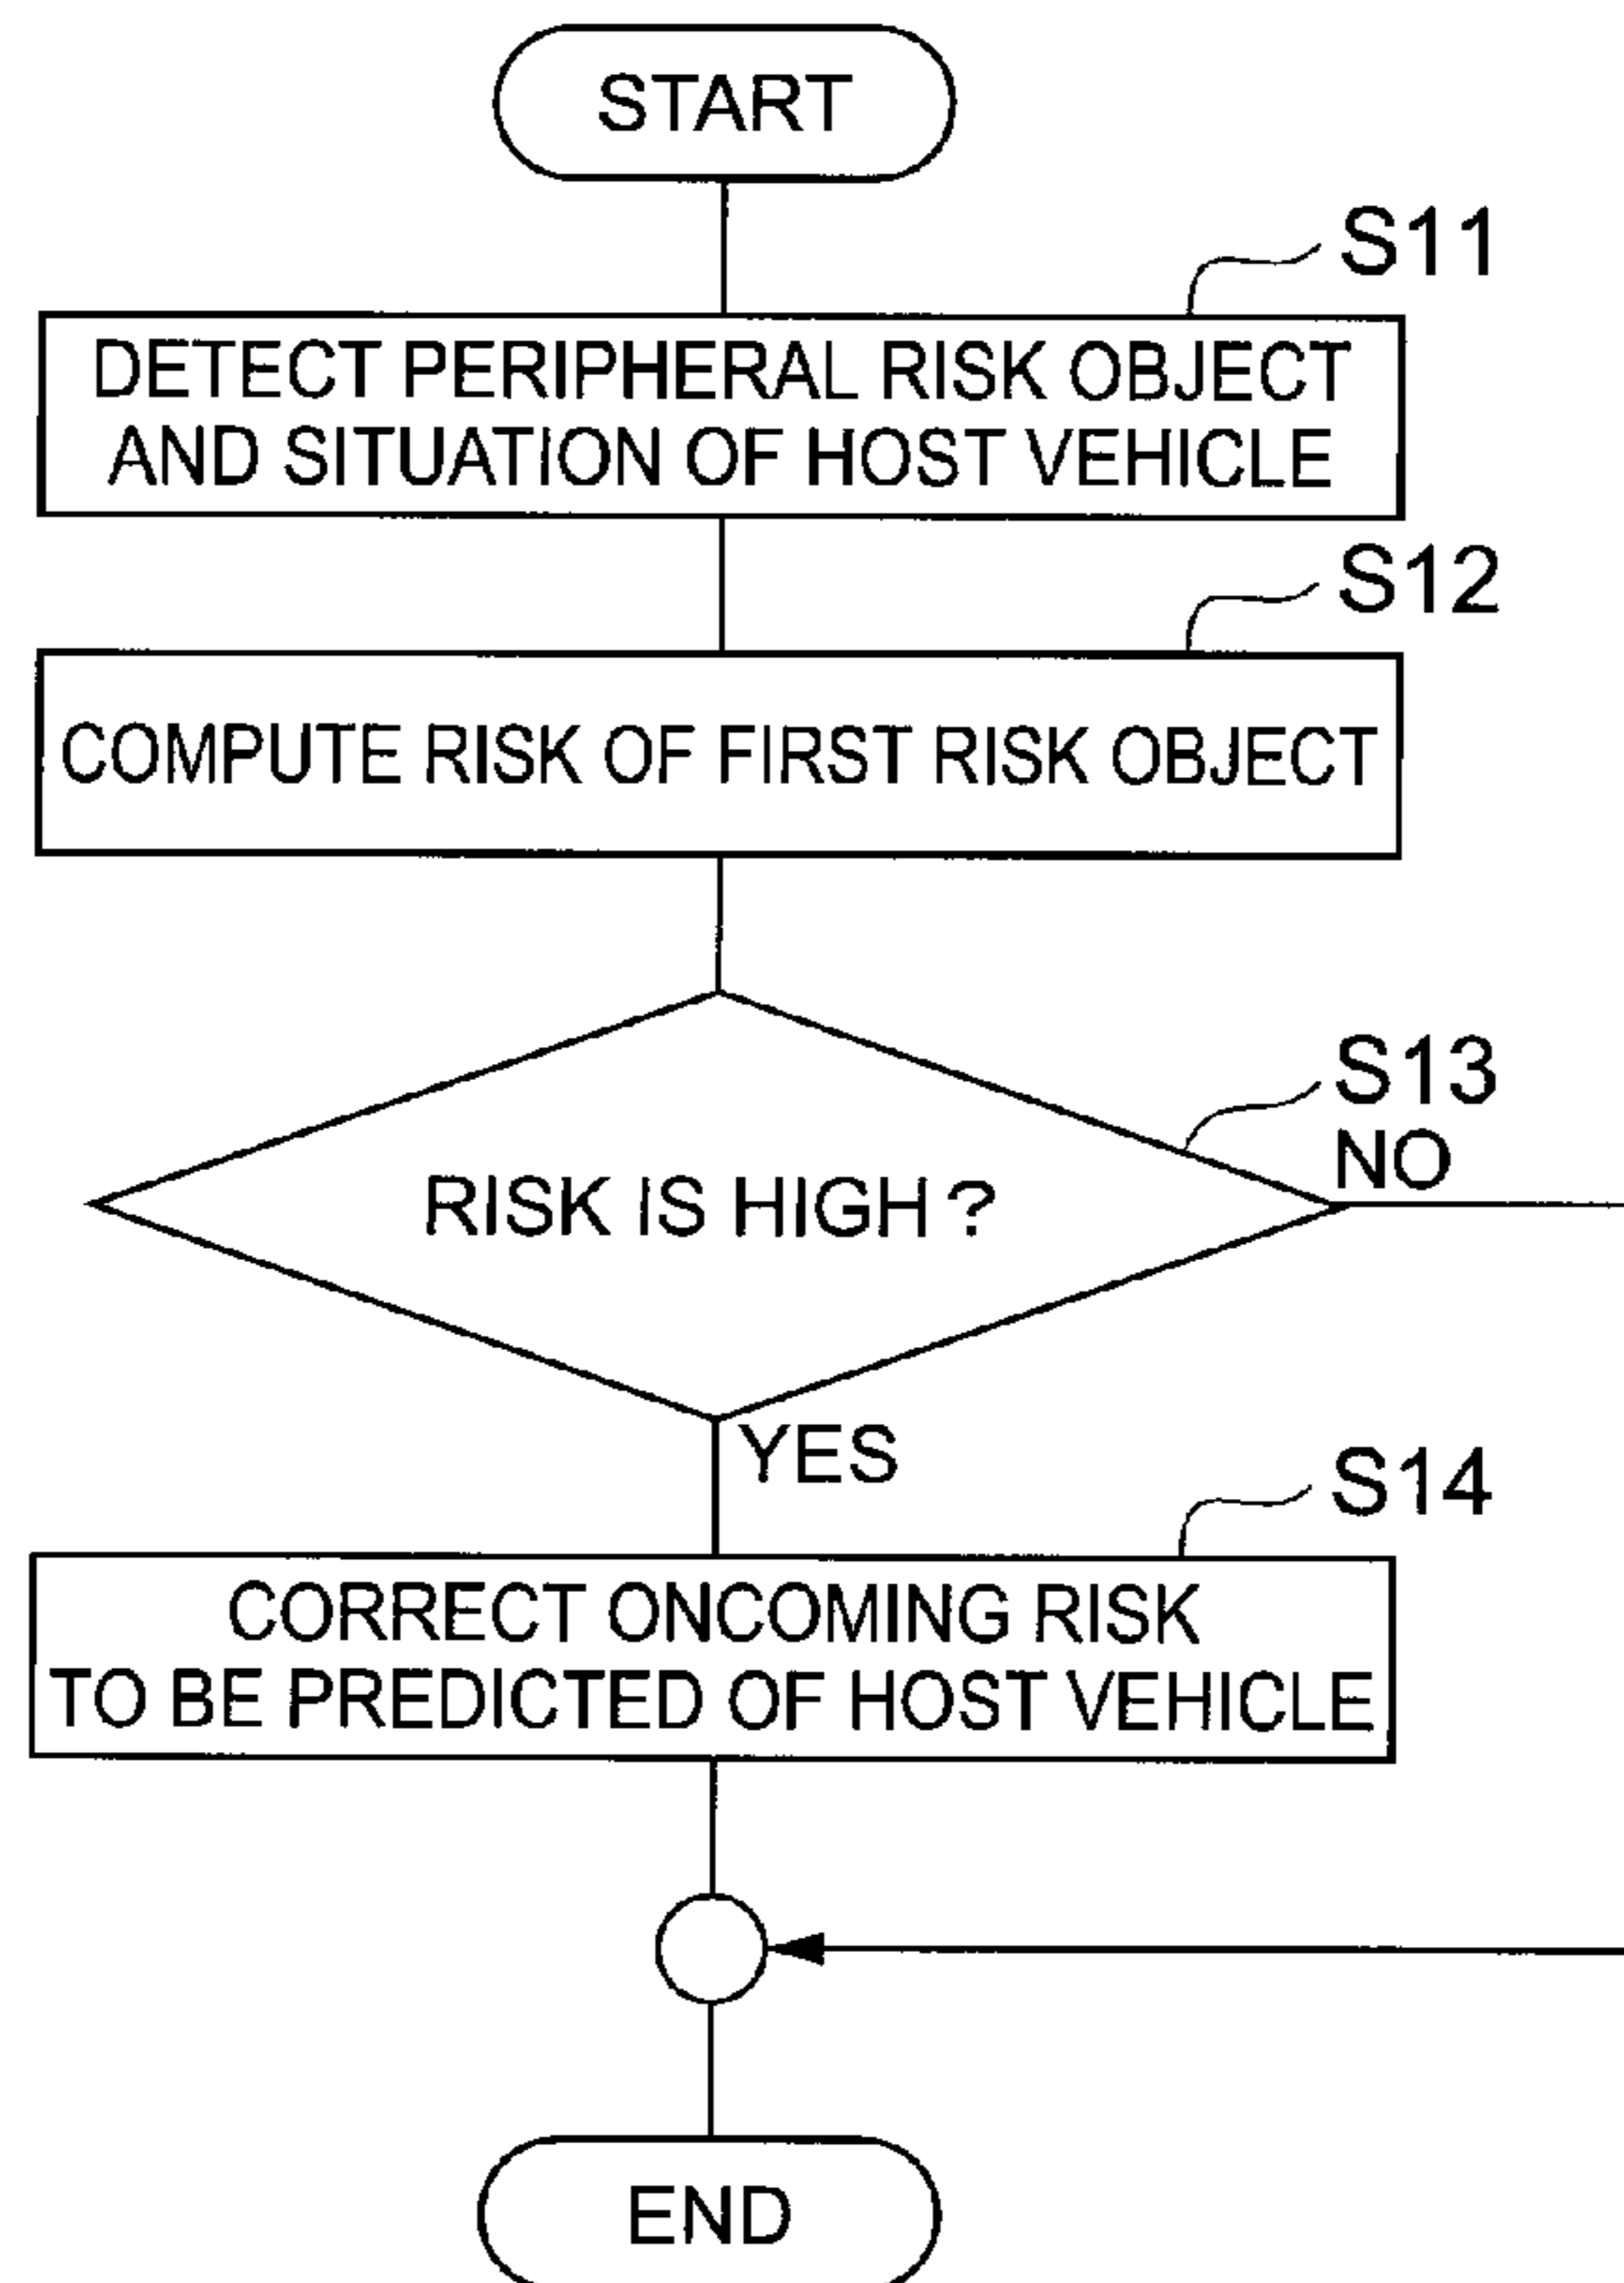 START
S11
DETECT PERIPHERAL RISK OBJECT
AND SITUATION OF HOST VEHICLE
S12
COMPUTE RISK OF FIRST RISK OBJECT
S13
NO
RISK IS HIGH ?
YES
S14
CORRECT ONCOMING RISK
TO BE PREDICTED OF HOST VEHICLE
END